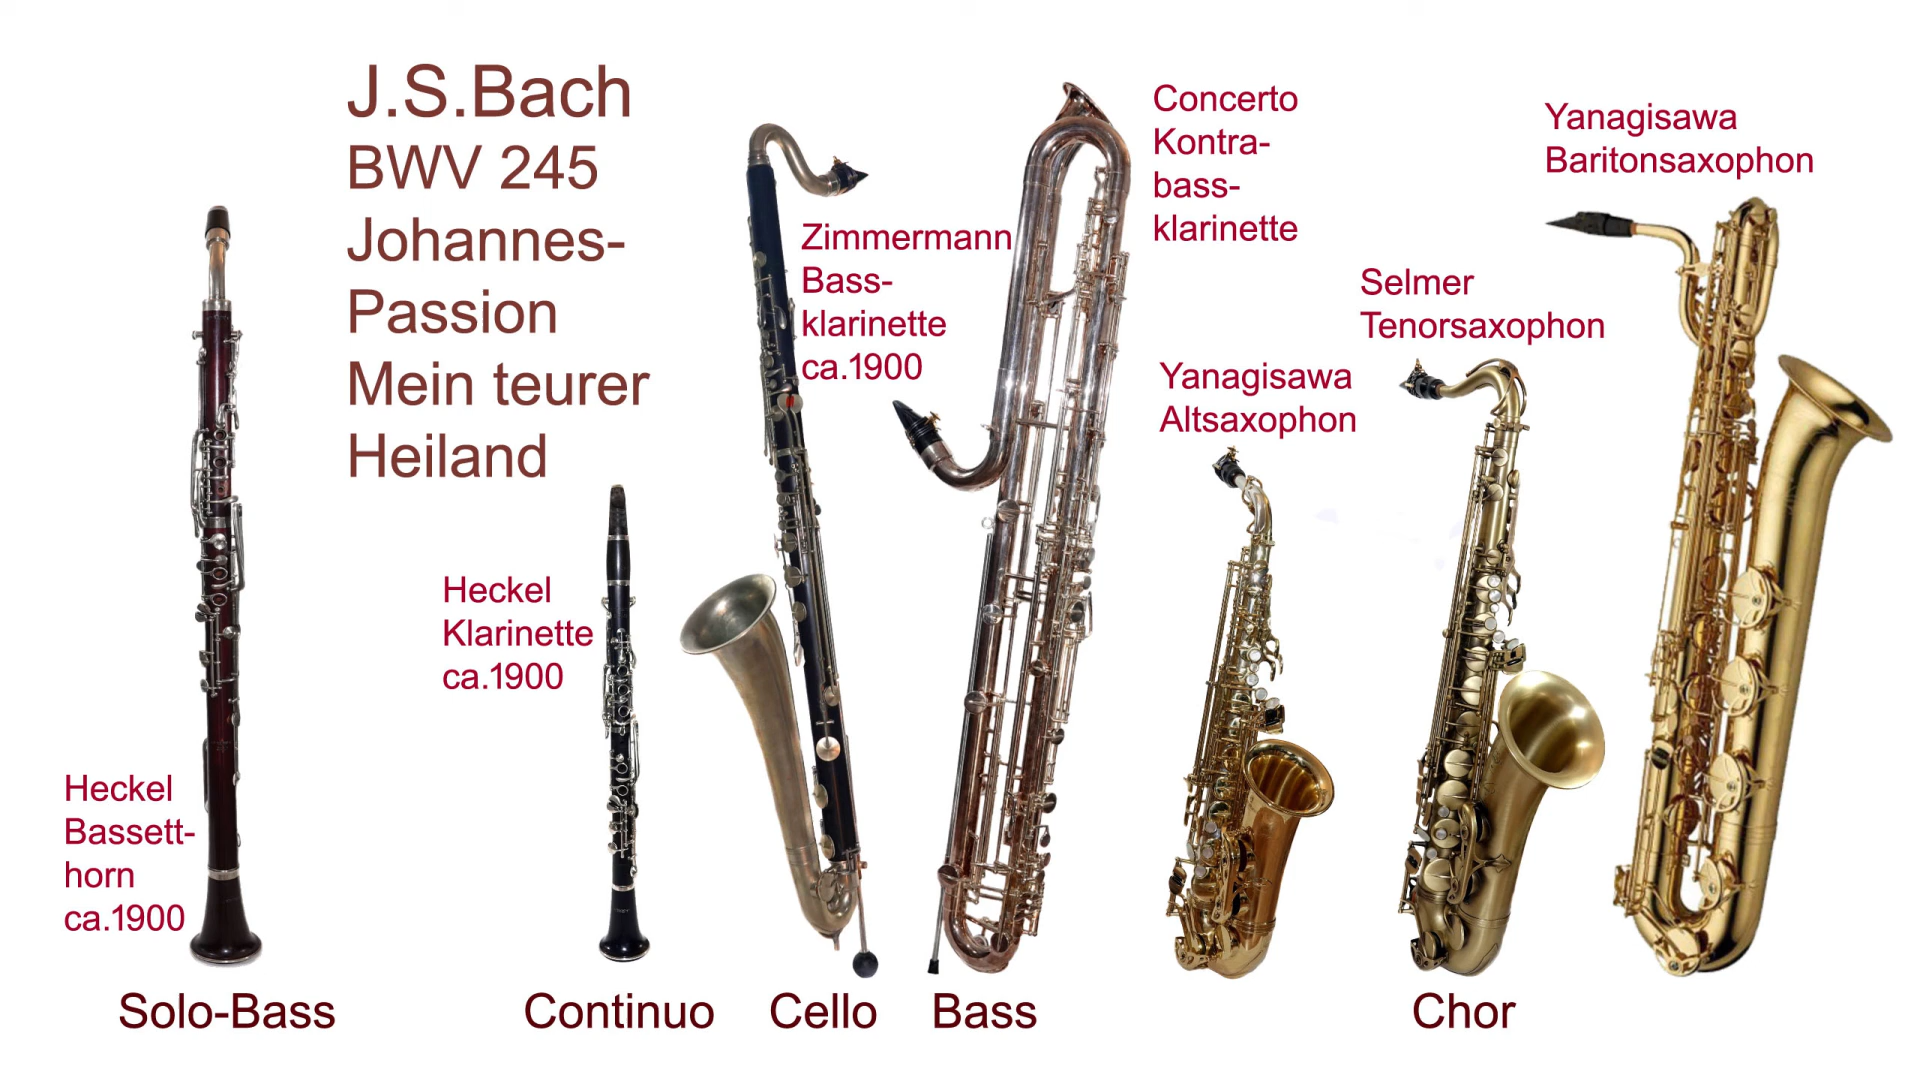 J.S.Bach
BWV 245
Johannes-
Passion
Mein teurer
Heiland
Heckel
Bassett-
horn
ca.1900
Heckel
Klarinette
ca.1900
Zimmermann
Bass-
klarinette
ca.1900
Concerto
Kontra-
bass-
klarinette
Yanagisawa
Altsaxophon
Selmer
Tenorsaxophon
Yanagisawa
Baritonsaxophon
Solo-Bass
Continuo
Cello
Bass
Chor